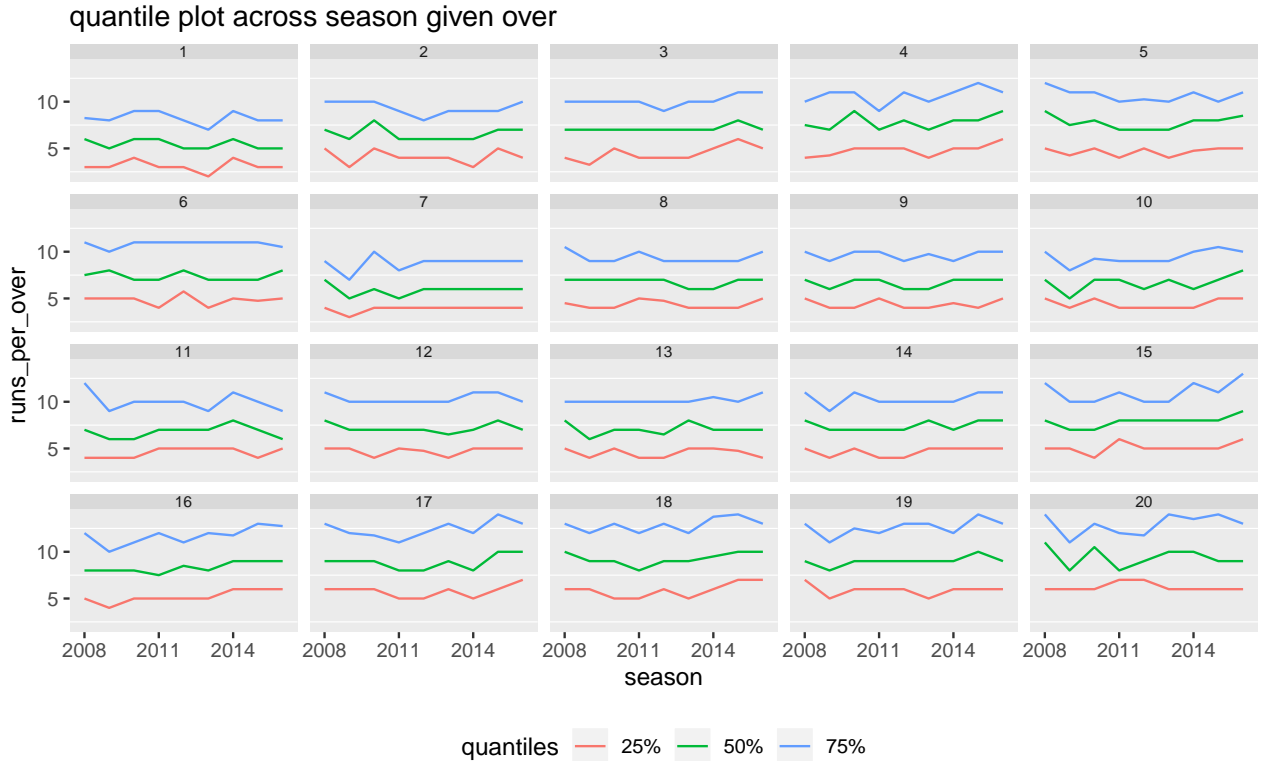 quantile plot across season given over
1 2 3 4 5
10
5
6 7 8 9 10
10
5
11 12 13 14 15
10
5
16 17 18 19 20
10
5
runs_per_over
2008 2011 2014 2008 2011 2014 2008 2011 2014 2008 2011 2014 2008 2011 2014
season
quantiles 25% 50% 75%